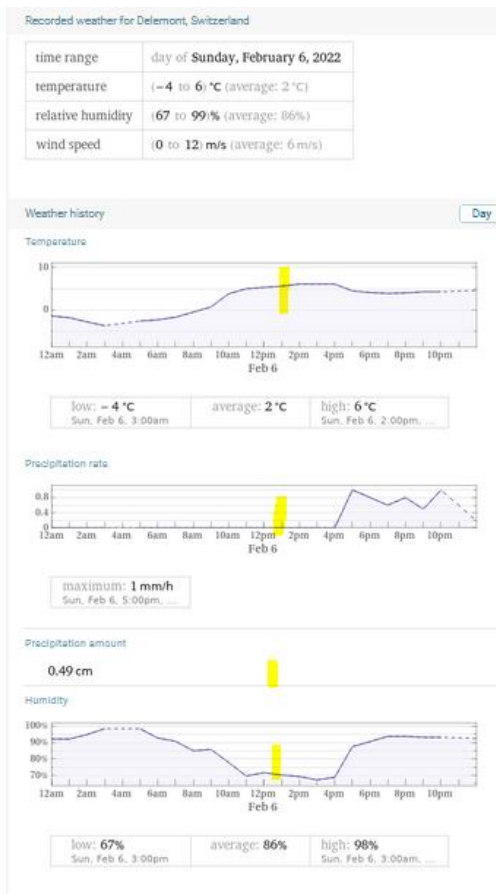 Recorded weather for Delemont, Switzerland
time range day of Sunday, February 6, 2022
temperature (−4 to 6) °C (average: 2 °C)
relative humidity (67 to 99)% (average: 86%)
wind speed (0 to 12) m/s (average: 6 m/s)
Weather history Day
Temperature
10
0
12am 2am 4am 6am 8am 10am 12pm 2pm 4pm 6pm 8pm 10pm
Feb 6
low: −4 °C average: 2 °C high: 6 °C
Sun, Feb 6, 3:00am Sun, Feb 6, 2:00pm, ...
Precipitation rate
0.8
0.4
0
12am 2am 4am 6am 8am 10am 12pm 2pm 4pm 6pm 8pm 10pm
Feb 6
maximum: 1 mm/h
Sun, Feb 6, 5:00pm, ...
Precipitation amount
0.49 cm
Humidity
100%
90%
80%
70%
12am 2am 4am 6am 8am 10am 12pm 2pm 4pm 6pm 8pm 10pm
Feb 6
low: 67% average: 86% high: 98%
Sun, Feb 6, 3:00pm Sun, Feb 6, 3:00am, ...